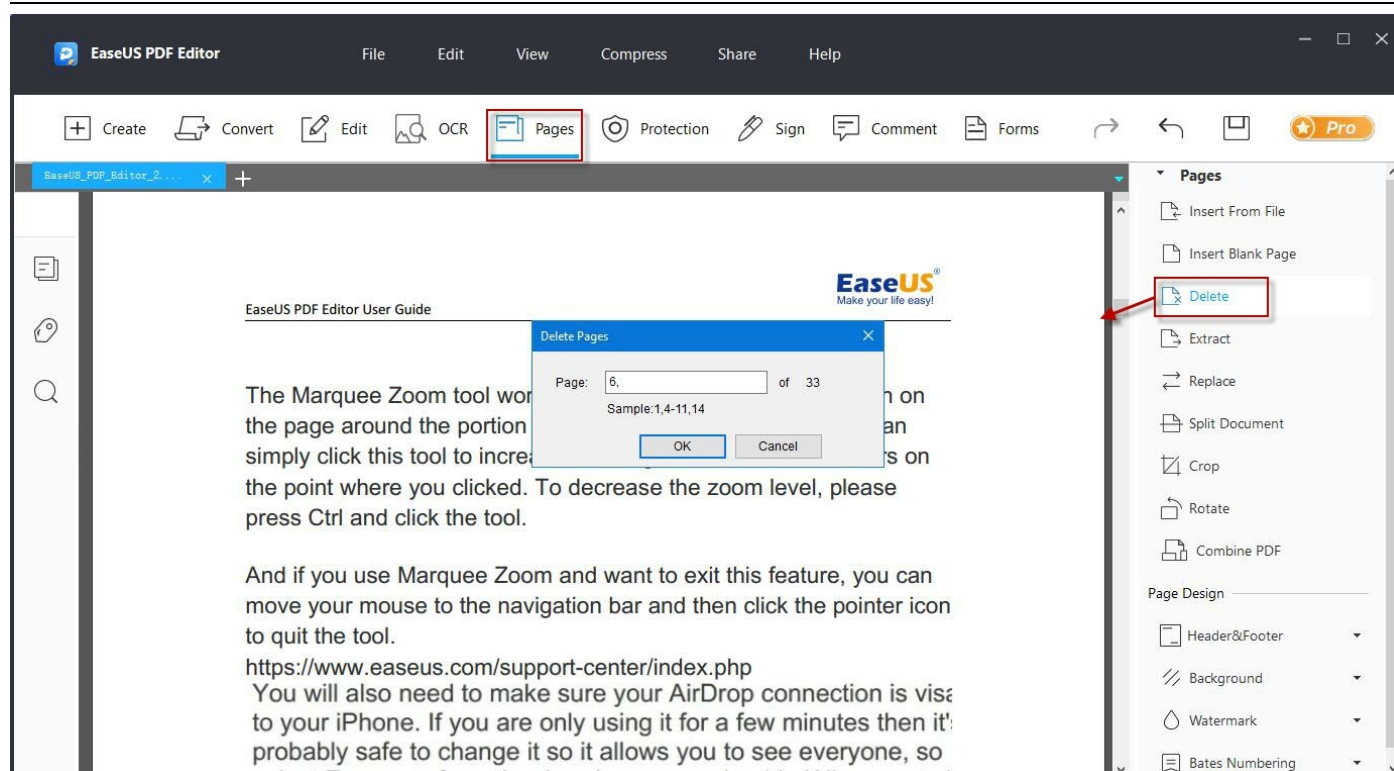 EaseUS PDF Editor File Edit View Compress Share Help
Create Convert Edit OCR Pages Protection Sign Comment Forms Pro
EaseUS_PDF_Editor_2....
Pages
Insert From File
Insert Blank Page
Delete
Extract
Replace
Split Document
Crop
Rotate
Combine PDF
Page Design
Header&Footer
Background
Watermark
Bates Numbering
EaseUS®
Make your life easy!
EaseUS PDF Editor User Guide
Delete Pages
Page: 6, of 33
Sample:1,4-11,14
OK Cancel
The Marquee Zoom tool on
the page around the portion
simply click this tool to on
the point where you clicked. To decrease the zoom level, please
press Ctrl and click the tool.
And if you use Marquee Zoom and want to exit this feature, you can
move your mouse to the navigation bar and then click the pointer icon
to quit the tool.
https://www.easeus.com/support-center/index.php
You will also need to make sure your AirDrop connection is visa
to your iPhone. If you are only using it for a few minutes then it's
probably safe to change it so it allows you to see everyone, so